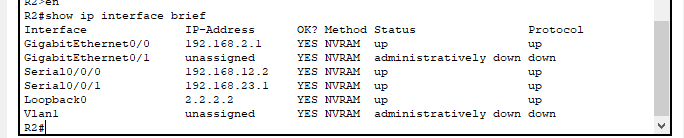 R2>en
R2#show ip interface brief
Interface              IP-Address      OK? Method Status                Protocol
GigabitEthernet0/0     192.168.2.1     YES NVRAM  up                    up
GigabitEthernet0/1     unassigned      YES NVRAM  administratively down down
Serial0/0/0            192.168.12.2    YES NVRAM  up                    up
Serial0/0/1            192.168.23.1    YES NVRAM  up                    up
Loopback0              2.2.2.2         YES NVRAM  up                    up
Vlan1                  unassigned      YES NVRAM  administratively down down
R2#